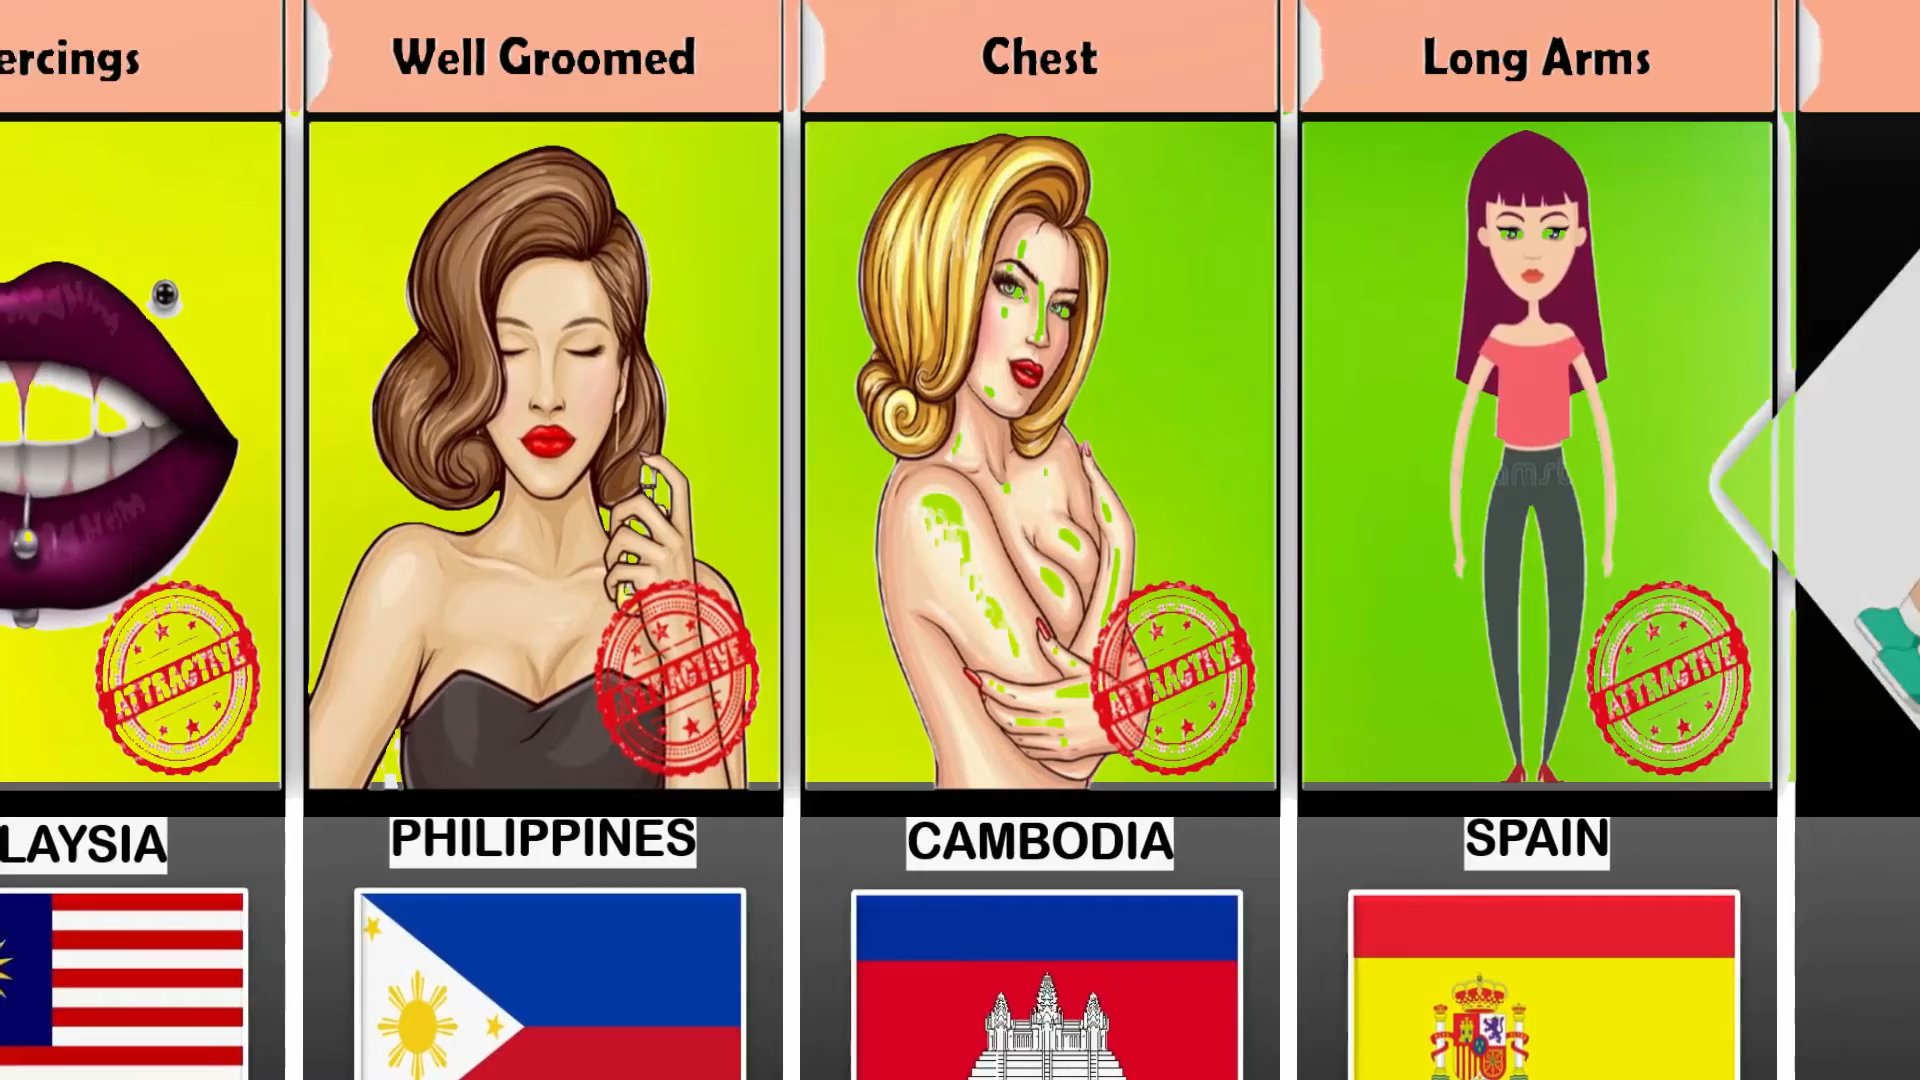 ercings
Well Groomed
Chest
Long Arms
ATTRACTIVE
ATTRACTIVE
ATTRACTIVE
ATTRACTIVE
LAYSIA
PHILIPPINES
CAMBODIA
SPAIN